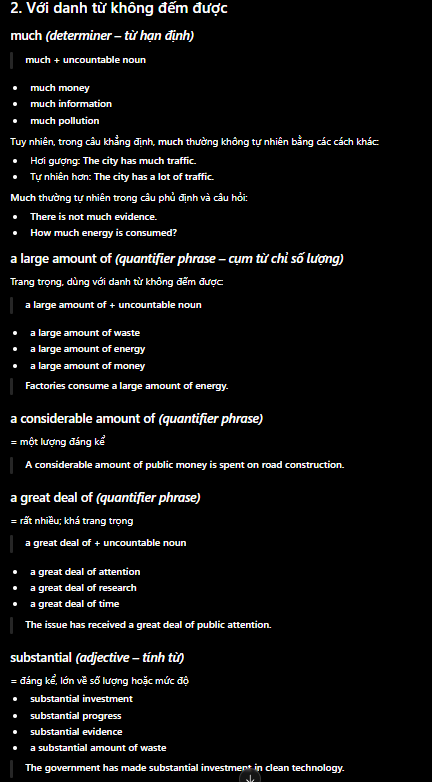 2. Với danh từ không đếm được
much (determiner – từ hạn định)
much + uncountable noun
• much money
• much information
• much pollution
Tuy nhiên, trong câu khẳng định, much thường không tự nhiên bằng các cách khác:
• Hơi gượng: The city has much traffic.
• Tự nhiên hơn: The city has a lot of traffic.
Much thường tự nhiên trong câu phủ định và câu hỏi:
• There is not much evidence.
• How much energy is consumed?
a large amount of (quantifier phrase – cụm từ chỉ số lượng)
Trang trọng, dùng với danh từ không đếm được:
a large amount of + uncountable noun
• a large amount of waste
• a large amount of energy
• a large amount of money
Factories consume a large amount of energy.
a considerable amount of (quantifier phrase)
= một lượng đáng kể
A considerable amount of public money is spent on road construction.
a great deal of (quantifier phrase)
= rất nhiều; khá trang trọng
a great deal of + uncountable noun
• a great deal of attention
• a great deal of research
• a great deal of time
The issue has received a great deal of public attention.
substantial (adjective – tính từ)
= đáng kể, lớn về số lượng hoặc mức độ
• substantial investment
• substantial progress
• substantial evidence
• a substantial amount of waste
The government has made substantial investment in clean technology.